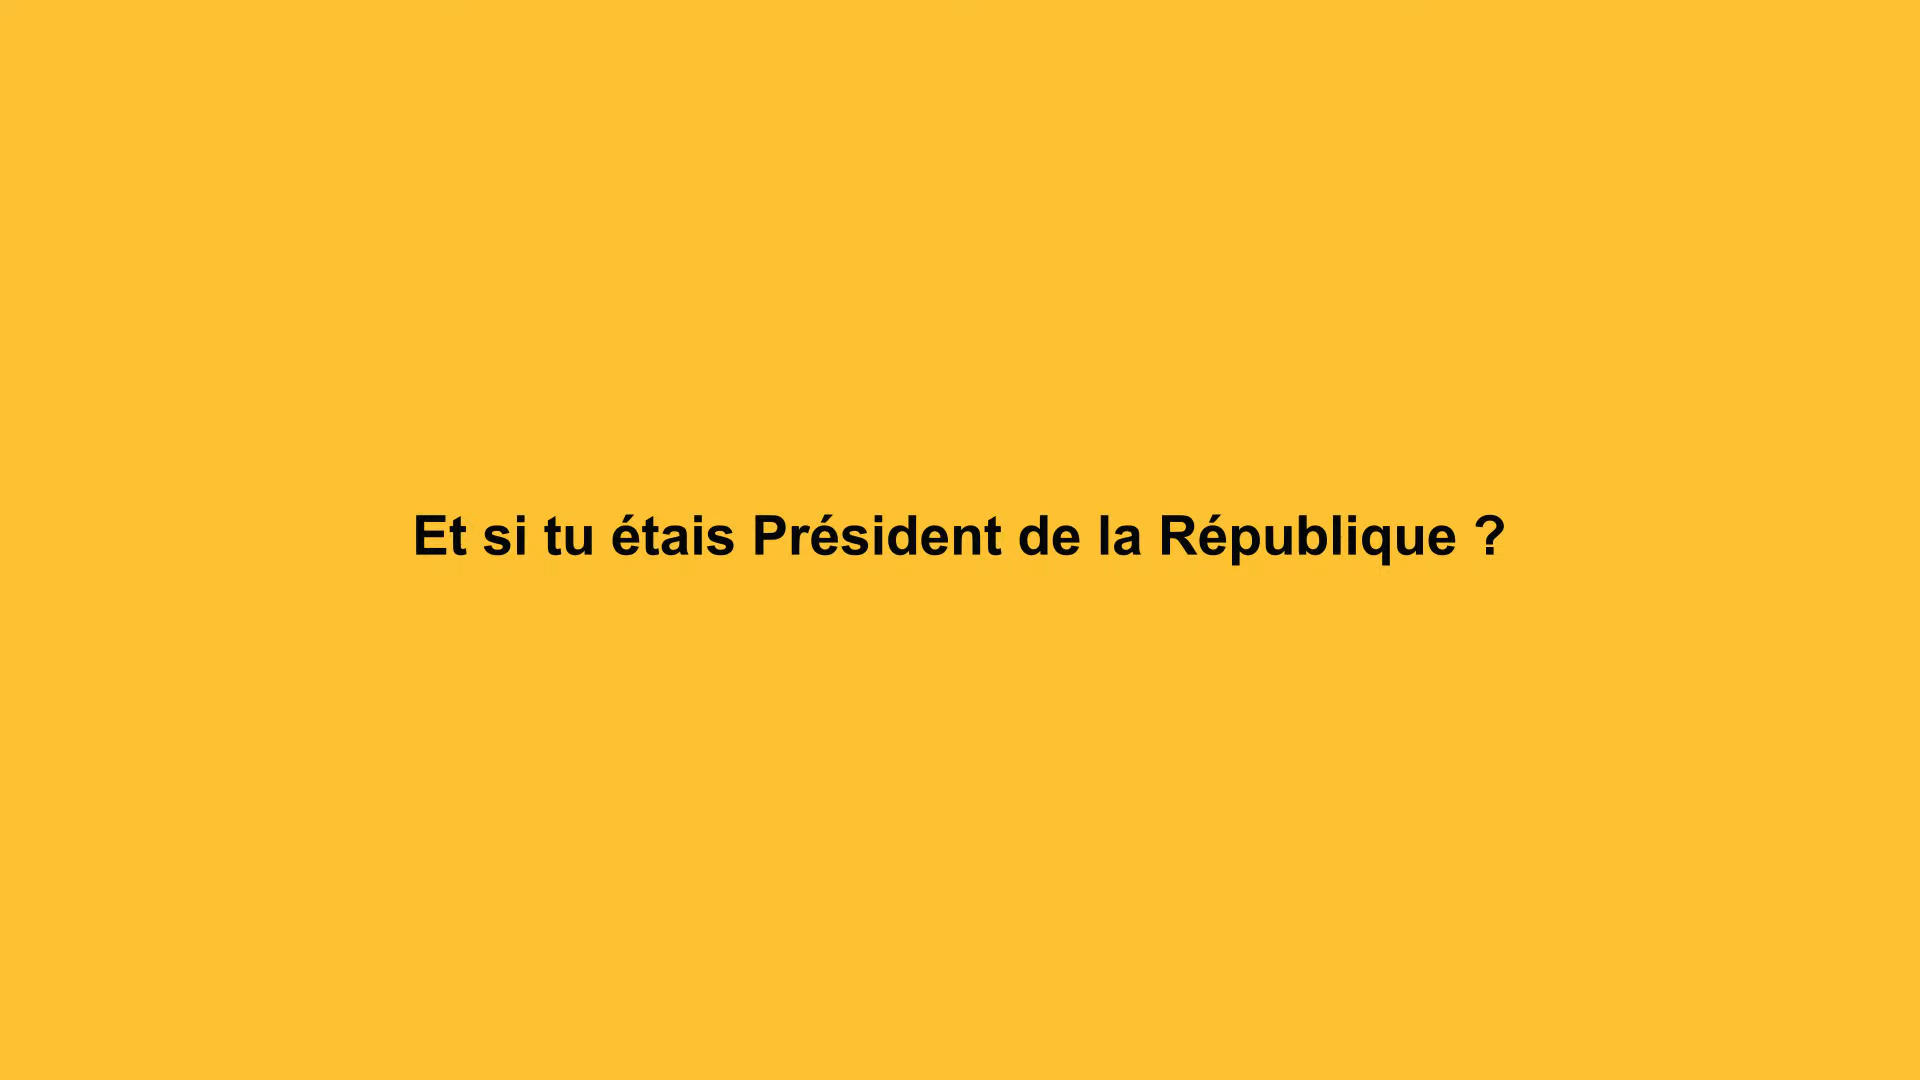 Et si tu étais Président de la République ?